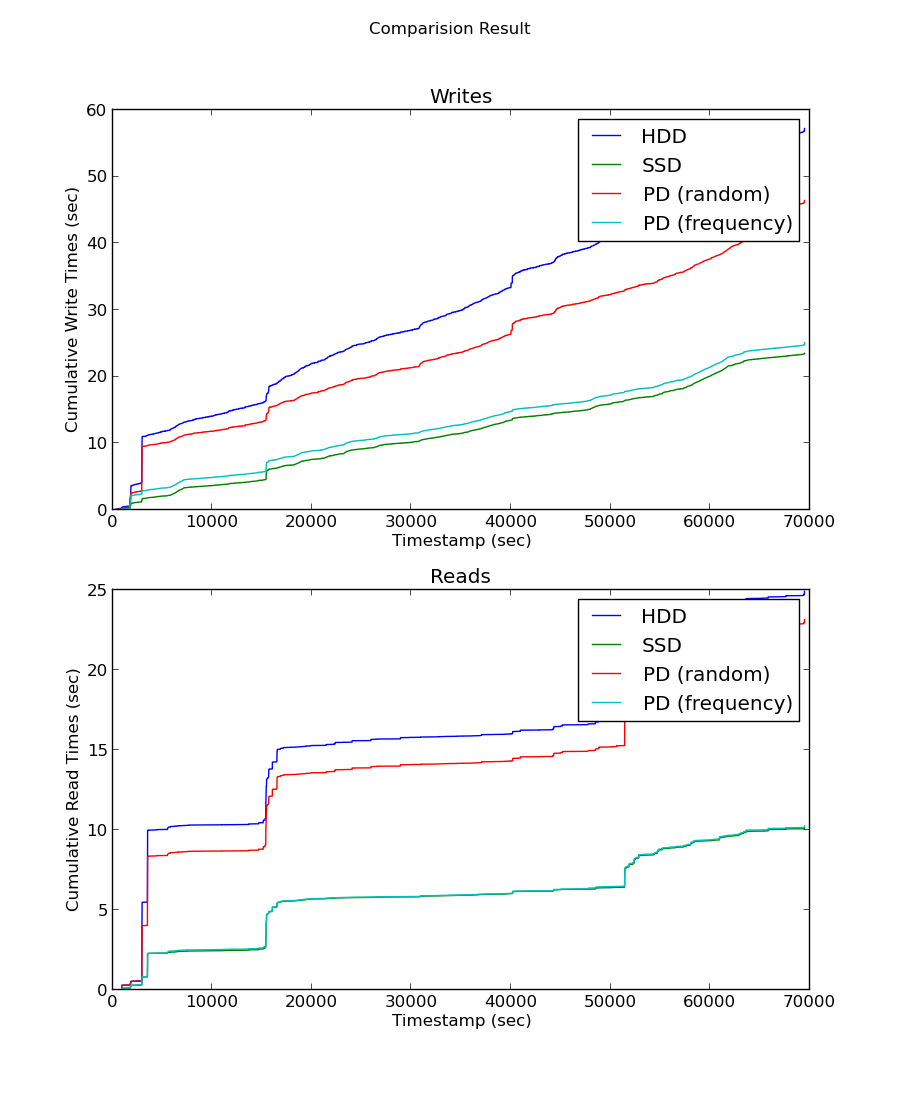 Comparision Result
Writes
60
50
40
30
20
10
0
Cumulative Write Times (sec)
HDD
SSD
PD (random)
PD (frequency)
0 10000 20000 30000 40000 50000 60000 70000
Timestamp (sec)
Reads
25
20
15
10
5
0
Cumulative Read Times (sec)
HDD
SSD
PD (random)
PD (frequency)
0 10000 20000 30000 40000 50000 60000 70000
Timestamp (sec)